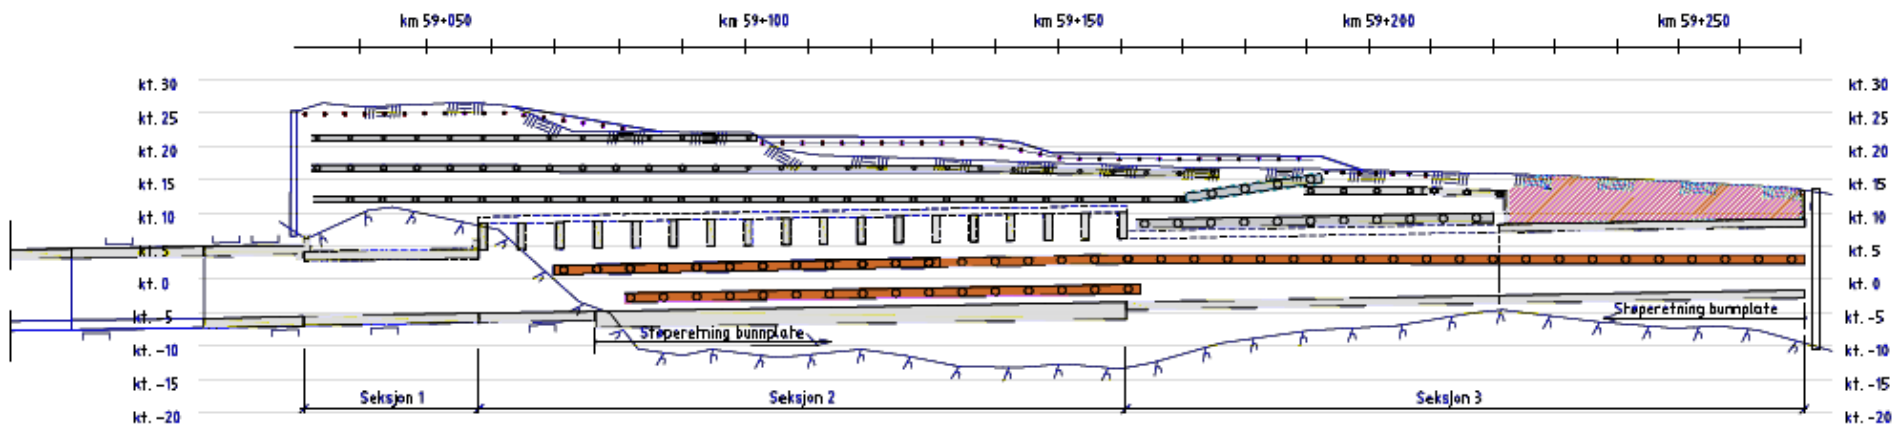 km 59+050 km 59+100 km 59+150 km 59+200 km 59+250
kt. 30 kt. 30
kt. 25 kt. 25
kt. 20 kt. 20
kt. 15 kt. 15
kt. 10 kt. 10
kt. 5 kt. 5
kt. 0 kt. 0
Støperetning bunnplate
kt. -5 kt. -5
Støperetning bunnplate
kt. -10 kt. -10
kt. -15 kt. -15
Seksjon 1 Seksjon 2 Seksjon 3
kt. -20 kt. -20